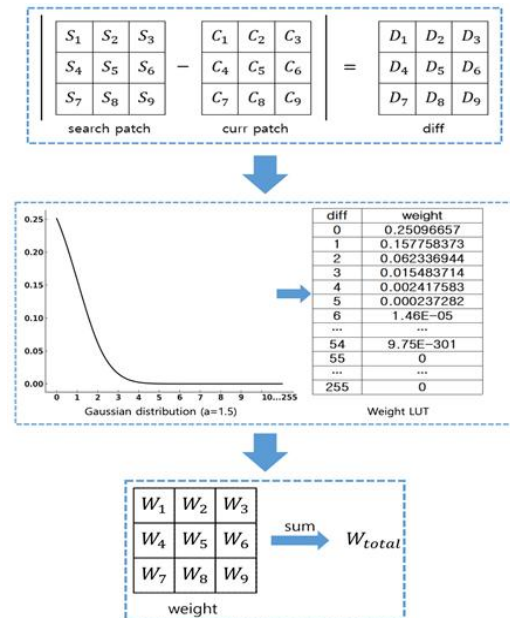 S1 S2 S3 C1 C2 C3 D1 D2 D3
S4 S5 S6 − C4 C5 C6 = D4 D5 D6
S7 S8 S9 C7 C8 C9 D7 D8 D9
search patch curr patch diff
diff weight
0 0.25096657
1 0.157758373
2 0.062336944
3 0.015483714
4 0.002417583
5 0.000237282
6 1.46E-05
... ...
54 9.75E-301
55 0
... ...
255 0
0.25
0.20
0.15
0.10
0.05
0.00
0 1 2 3 4 5 6 7 8 9 10...255
Gaussian distribution (a=1.5) Weight LUT
W1 W2 W3
W4 W5 W6 sum Wtotal
W7 W8 W9
weight